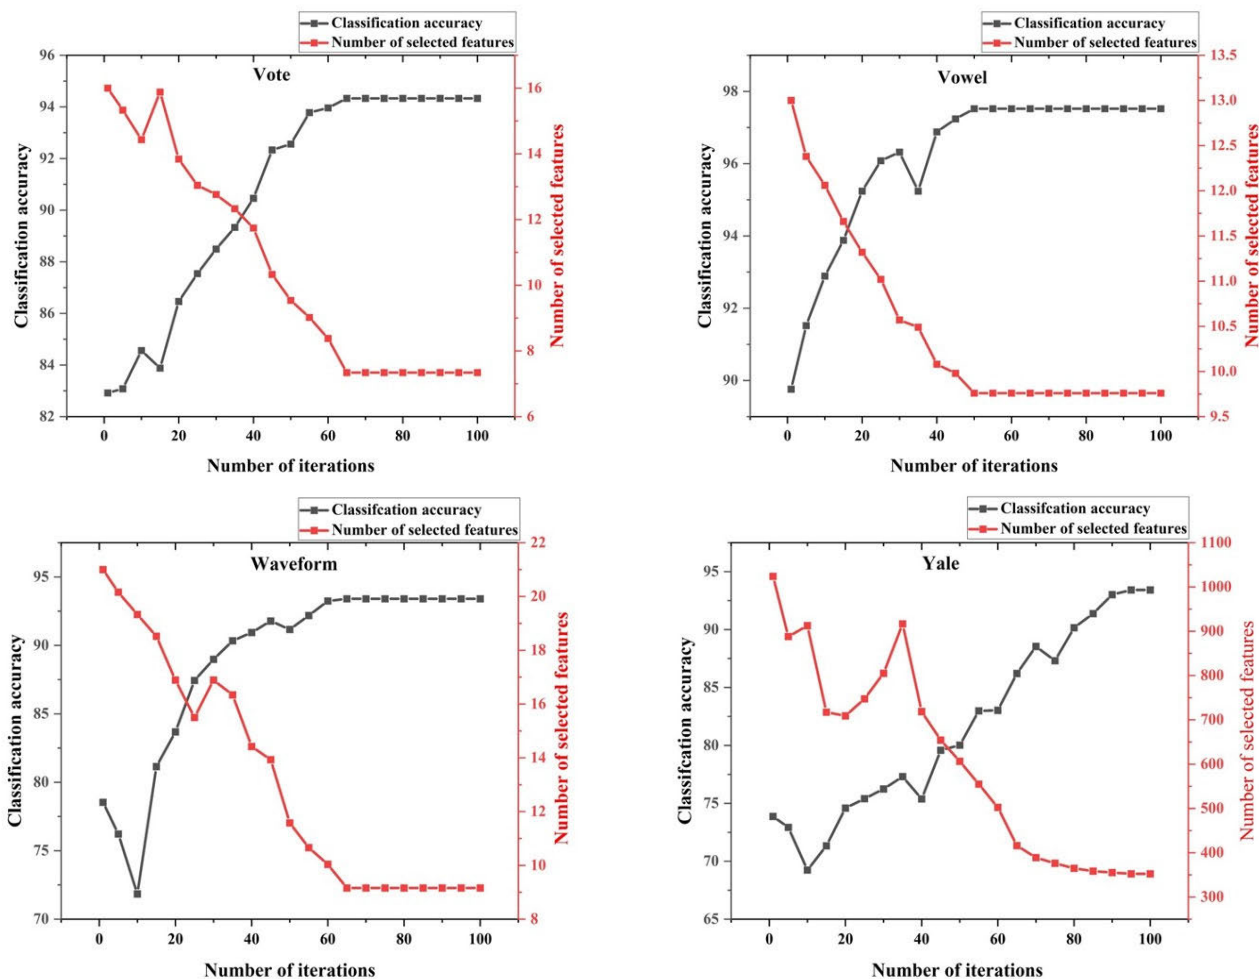 Classification accuracy
Number of selected features
Vote
96
94
92
90
88
86
84
82
16
14
12
10
8
6
0 20 40 60 80 100
Classification accuracy
Number of selected features
Number of iterations
Classification accuracy
Number of selected features
Vowel
98
96
94
92
90
13.5
13.0
12.5
12.0
11.5
11.0
10.5
10.0
9.5
0 20 40 60 80 100
Classification accuracy
Number of selected features
Number of iterations
Classifcation accuracy
Number of selected features
Waveform
95
90
85
80
75
70
22
20
18
16
14
12
10
8
0 20 40 60 80 100
Classification accuracy
Number of selected features
Number of iterations
Classifcation accuracy
Number of selected features
Yale
95
90
85
80
75
70
65
1100
1000
900
800
700
600
500
400
300
0 20 40 60 80 100
Classifcation accuracy
Number of selected features
Number of iterations